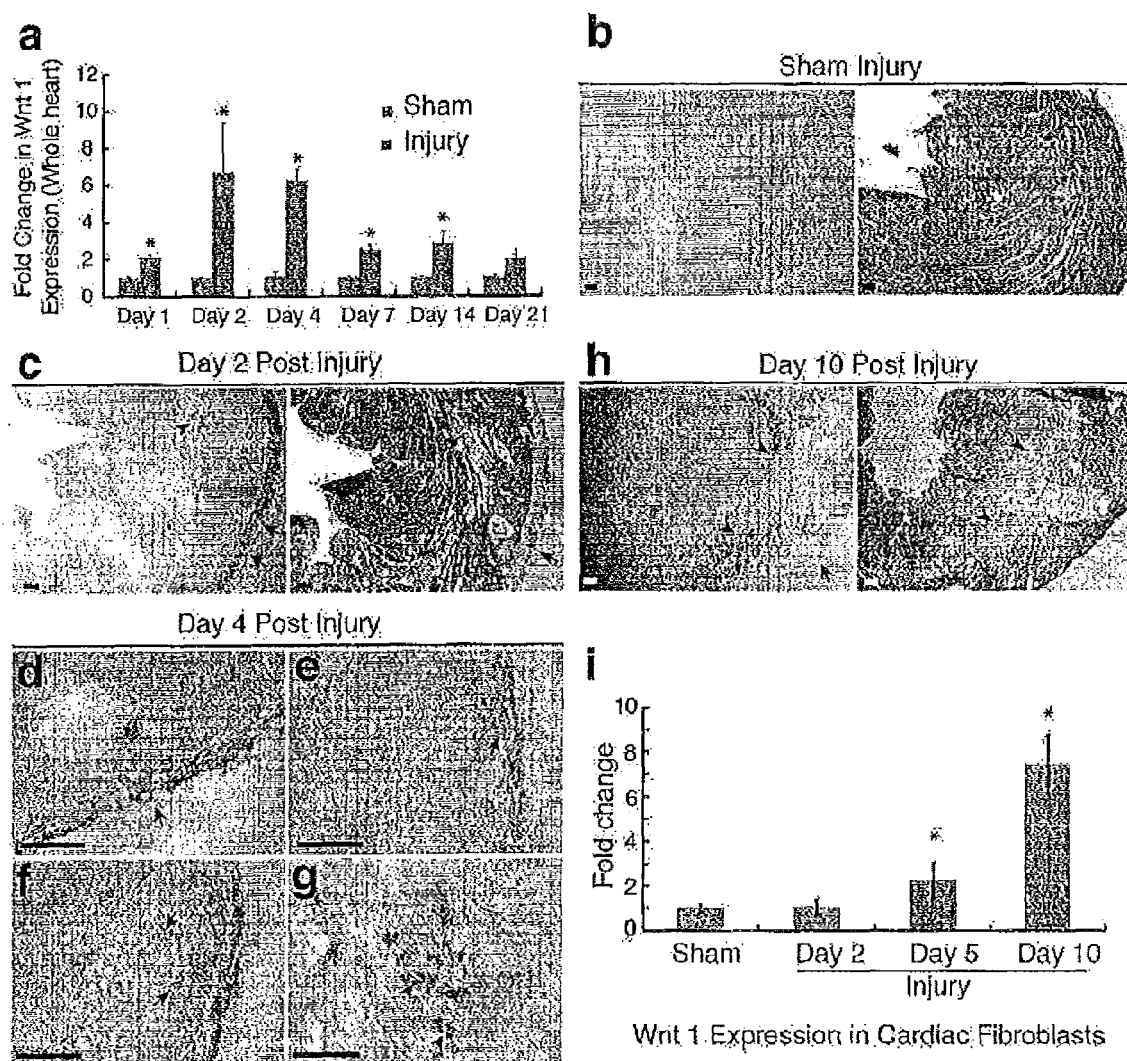 a
Fold Change in Wnt 1
Expression (Whole heart)
12
10
8
6
4
2
0
* * * * *
Sham
Injury
Day 1 Day 2 Day 4 Day 7 Day 14 Day 21
b
Sham Injury
c
Day 2 Post Injury
h
Day 10 Post Injury
Day 4 Post Injury
d
e
f
g
i
Fold change
10
8
6
4
2
0
* *
Sham Day 2 Day 5 Day 10
Injury
Wnt 1 Expression in Cardiac Fibroblasts